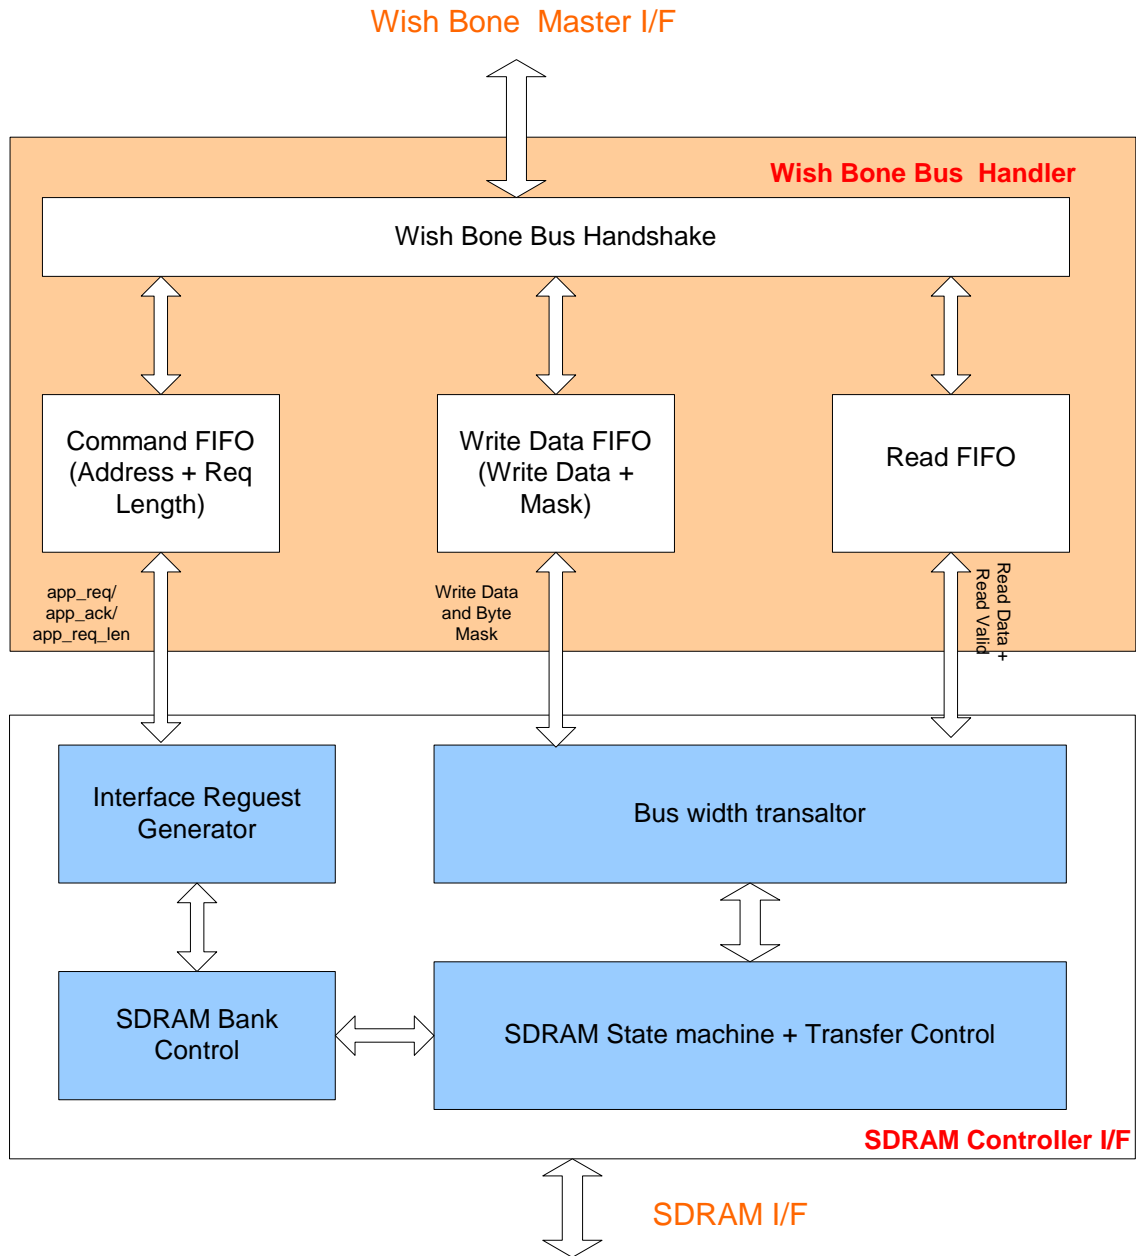 Wish Bone  Master I/F
Wish Bone Bus  Handler
Wish Bone Bus Handshake
Command FIFO
(Address + Req
Length)
Write Data FIFO
(Write Data +
Mask)
Read FIFO
app_req/
app_ack/
app_req_len
Write Data
and Byte
Mask
Read Data +
Read Valid
Interface Reguest
Generator
Bus width transaltor
SDRAM Bank
Control
SDRAM State machine + Transfer Control
SDRAM Controller I/F
SDRAM I/F